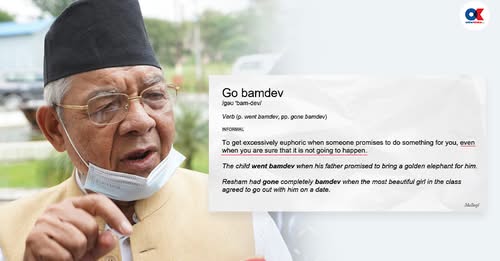 OK
Go bamdev
/gəʊ 'bam-dev/
Verb (p. went bamdev, pp. gone bamdev)
INFORMAL
To get excessively euphoric when someone promises to do something for you, even
when you are sure that it is not going to happen.
The child went bamdev when his father promised to bring a golden elephant for him.
Resham had gone completely bamdev when the most beautiful girl in the class
agreed to go out with him on a date.